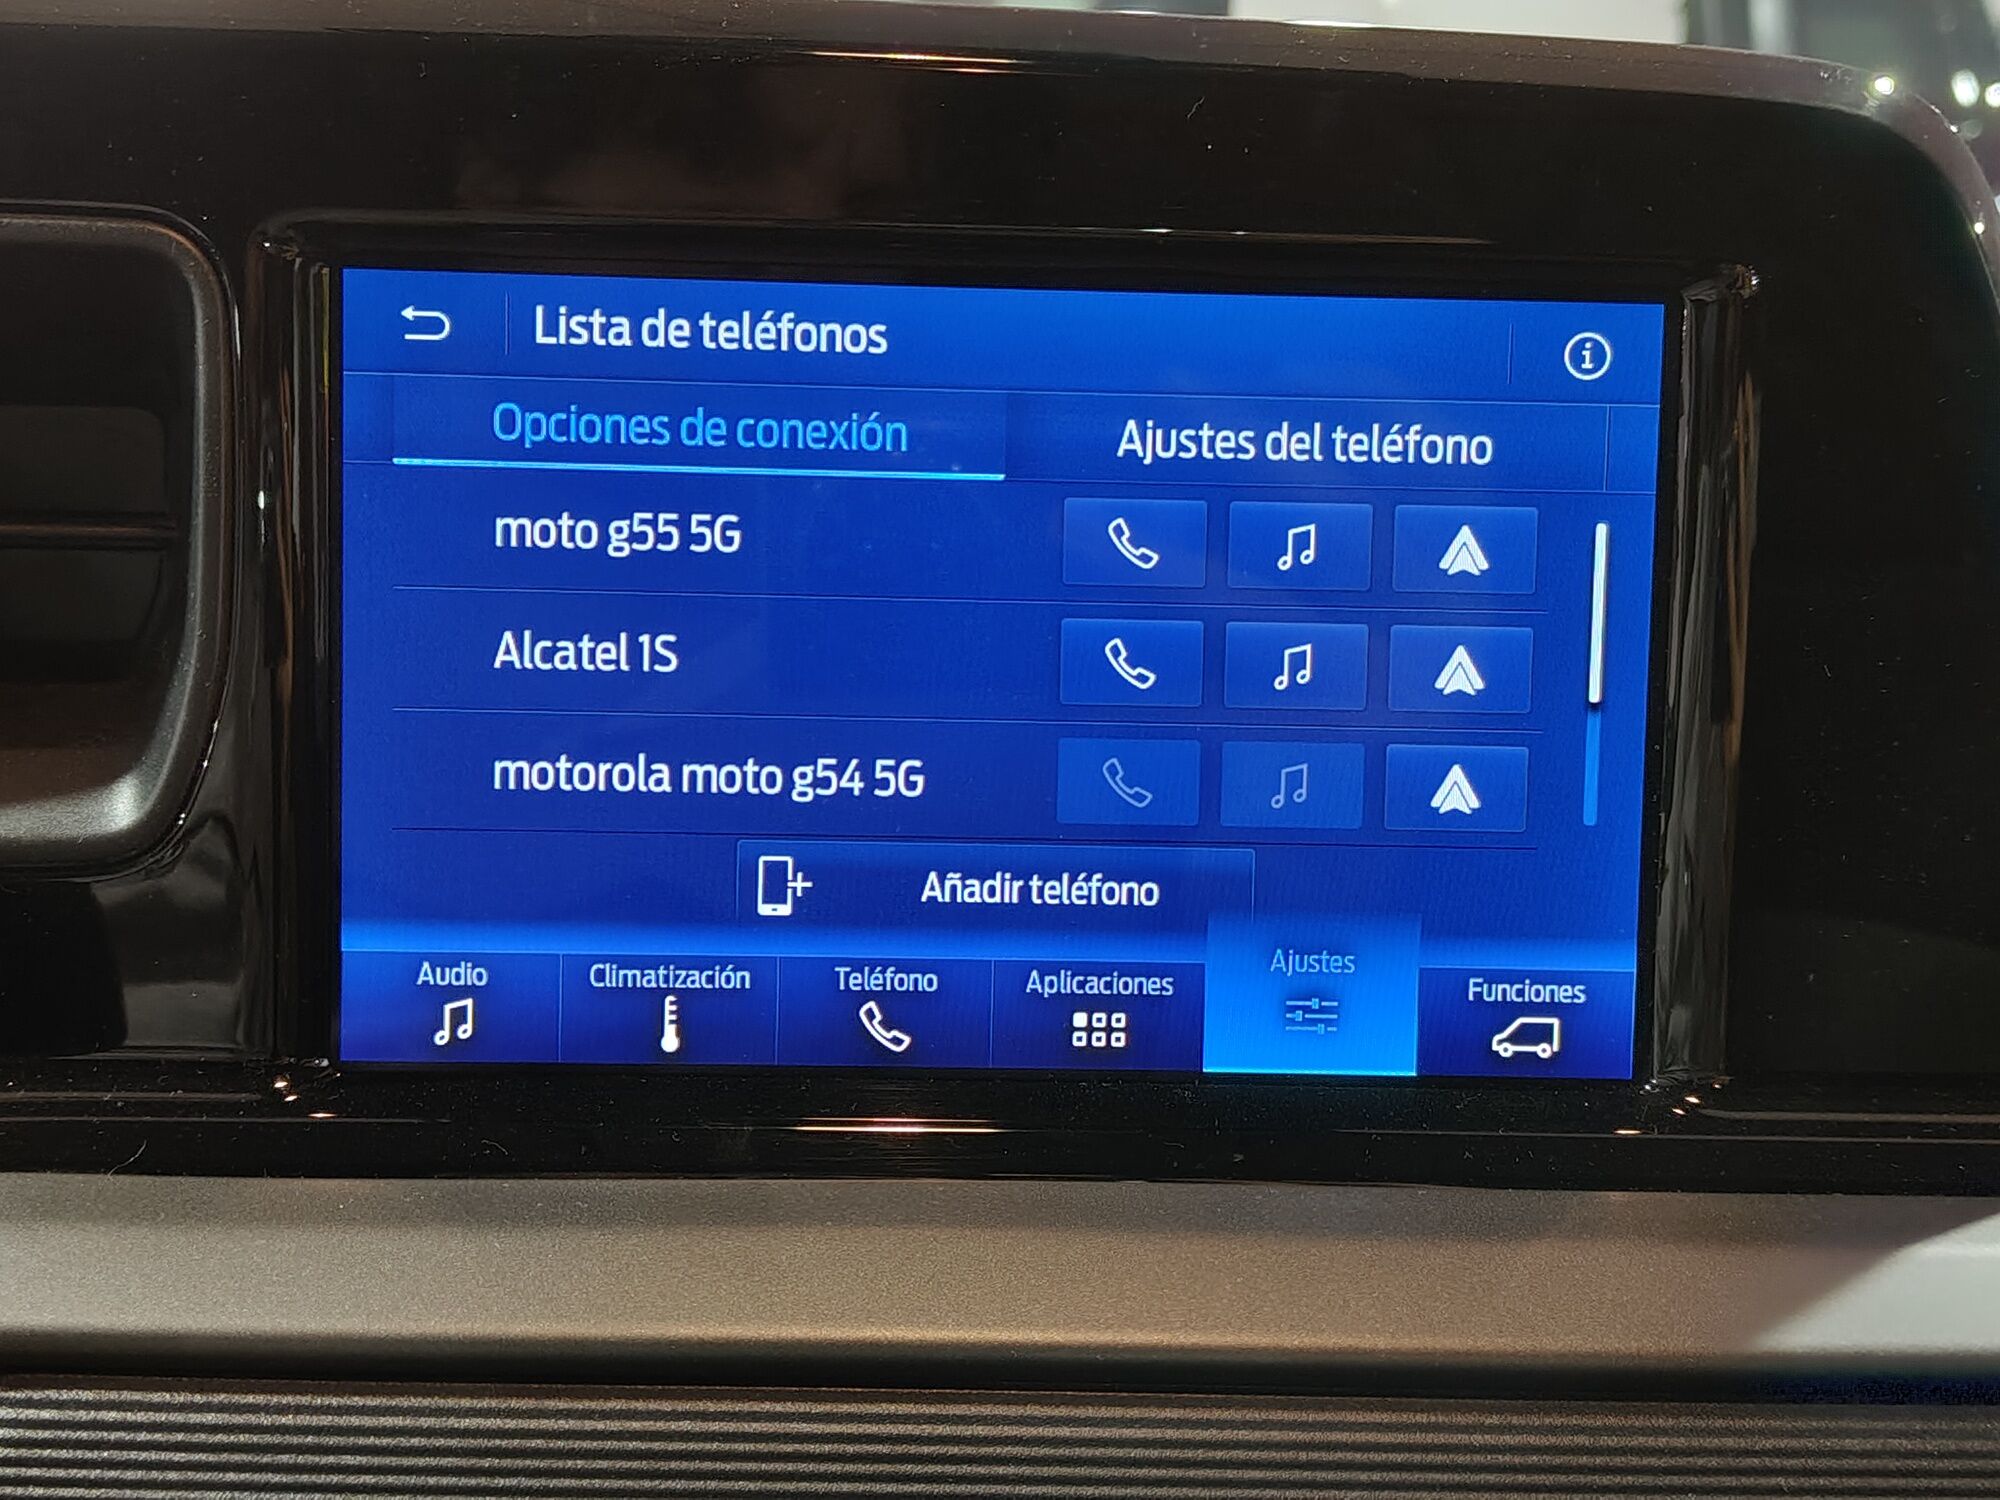 Lista de teléfonos
Opciones de conexión
Ajustes del teléfono
moto g55 5G
Alcatel 1S
motorola moto g54 5G
Añadir teléfono
Audio
Climatización
Teléfono
Aplicaciones
Ajustes
Funciones